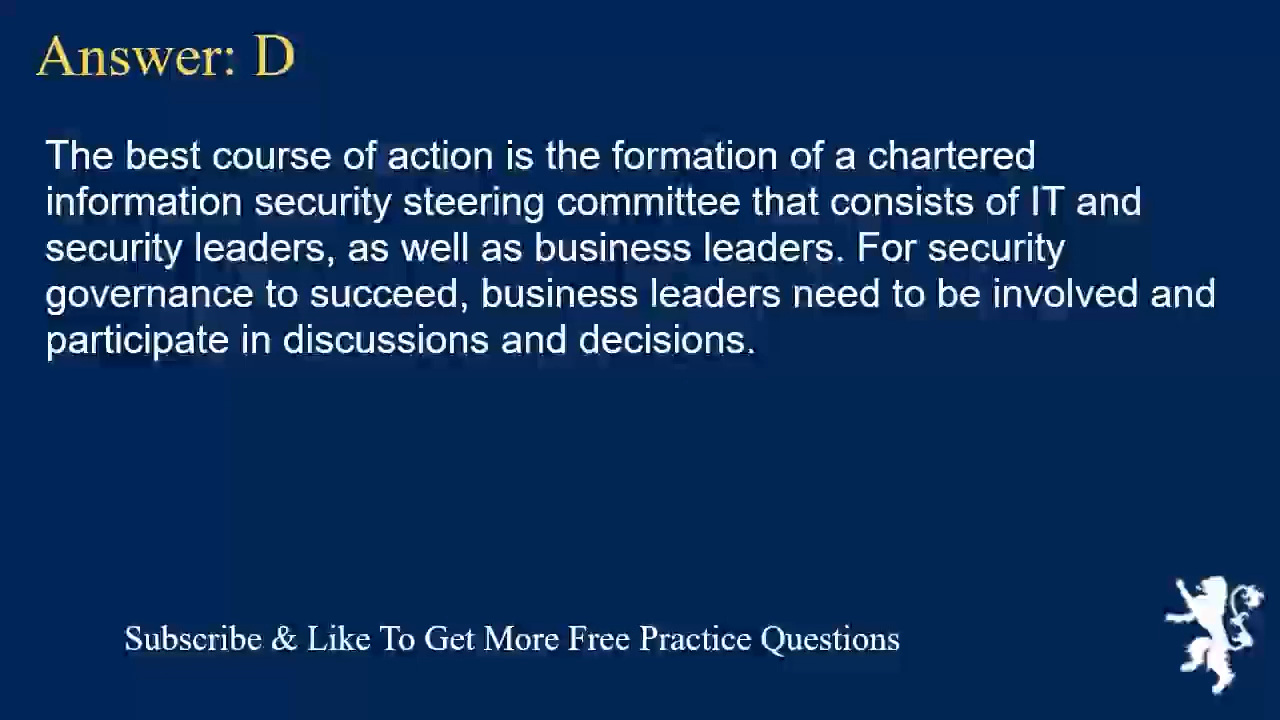 Answer: D
The best course of action is the formation of a chartered
information security steering committee that consists of IT and
security leaders, as well as business leaders. For security
governance to succeed, business leaders need to be involved and
participate in discussions and decisions.
Subscribe & Like To Get More Free Practice Questions